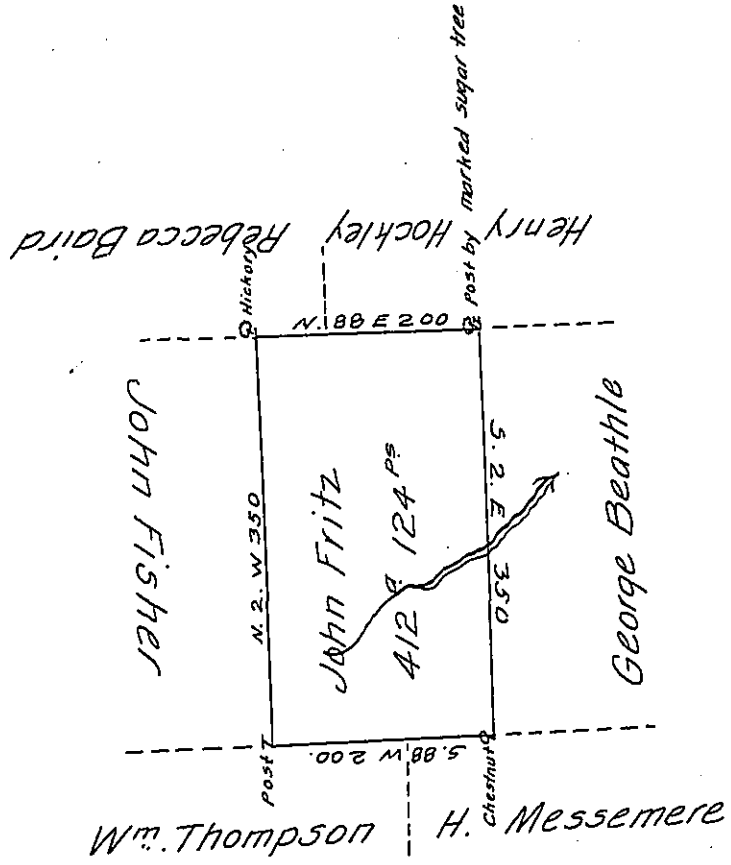 Post by marked sugar tree
Rebecca Baird
Henry Hockley
Hickory
N. 88 E 200
John Fisher
N. 2. W 350
John Fritz
412 a 124 Ps
S. 2. E 350
George Beathle
Post
S. 88 W 200.
Chestnut
Wm. Thompson
H. Messemere